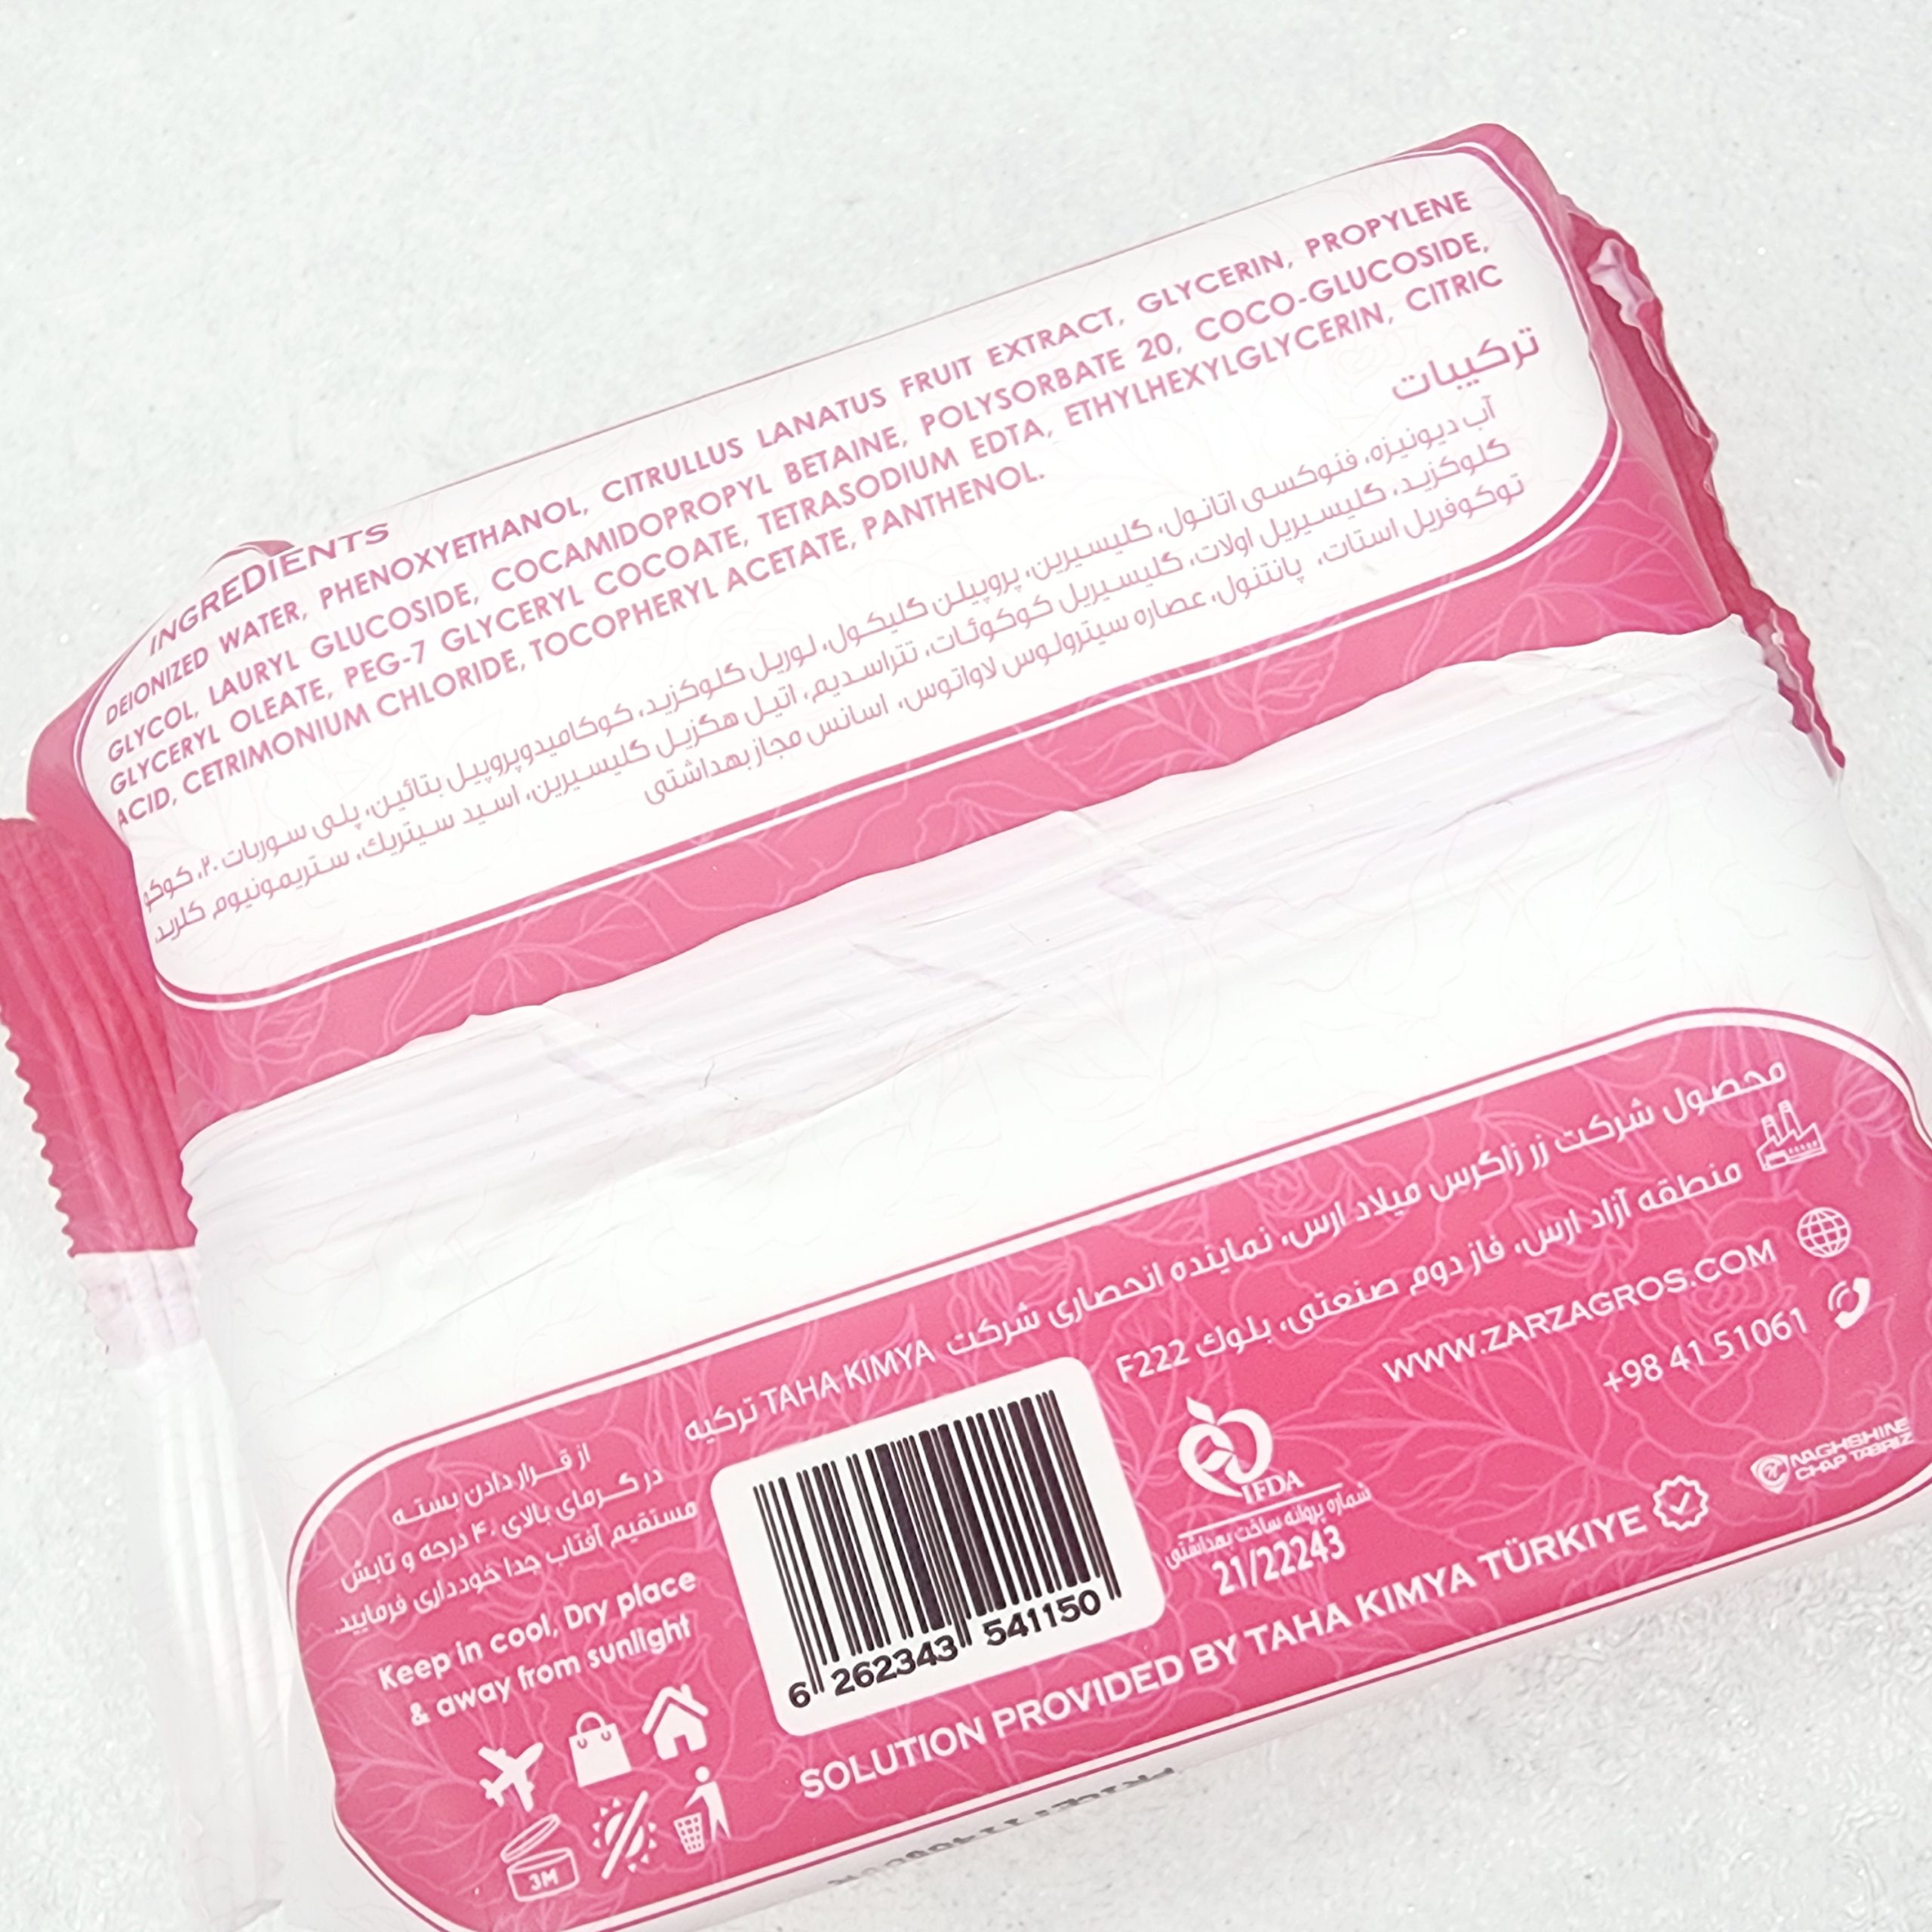 INGREDIENTS
DEIONIZED WATER, PHENOXYETHANOL, CITRULLUS LANATUS FRUIT EXTRACT, GLYCERIN, PROPYLENE
GLYCOL, LAURYL GLUCOSIDE, COCAMIDOPROPYL BETAINE, POLYSORBATE 20, COCO-GLUCOSIDE,
GLYCERYL OLEATE, PEG-7 GLYCERYL COCOATE, TETRASODIUM EDTA, ETHYLHEXYLGLYCERIN, CITRIC
ACID, CETRIMONIUM CHLORIDE, TOCOPHERYL ACETATE, PANTHENOL.
ترکیبات
آب دیونیزه، فنوکسی اتانول، گلیسیرین، پروپیلن گلیکول، لوریل گلوکزید، کوکامیدوپروپیل بتائین، پلی سوربات ۲۰، کوکو
گلوکزید، گلیسیریل اولات، گلیسیریل کوکوئات، تتراسدیم، اتیل هگزیل گلیسیرین، اسید سیتریک، ستریمونیوم کلرید،
توکوفریل استات، پانتنول، عصاره سیترولوس لاواتوس، اسانس مجاز بهداشتی
محصول شرکت زر زاگرس میلاد ارس، نماینده انحصاری شرکت TAHA KIMYA ترکیه
منطقه آزاد ارس، فاز دوم صنعتی، بلوک F222
WWW.ZARZAGROS.COM
+98 41 51061
از قرار دادن بسته
در گرمای بالای ۴۰ درجه و تابش
مستقیم آفتاب جدا خودداری فرمایید.
Keep in cool, Dry place
& away from sunlight
3M
6 262343 541150
IFDA
شماره پروانه ساخت بهداشتی
21/22243
NAGHSHINE
CHAP TABRIZ
SOLUTION PROVIDED BY TAHA KIMYA TÜRKIYE